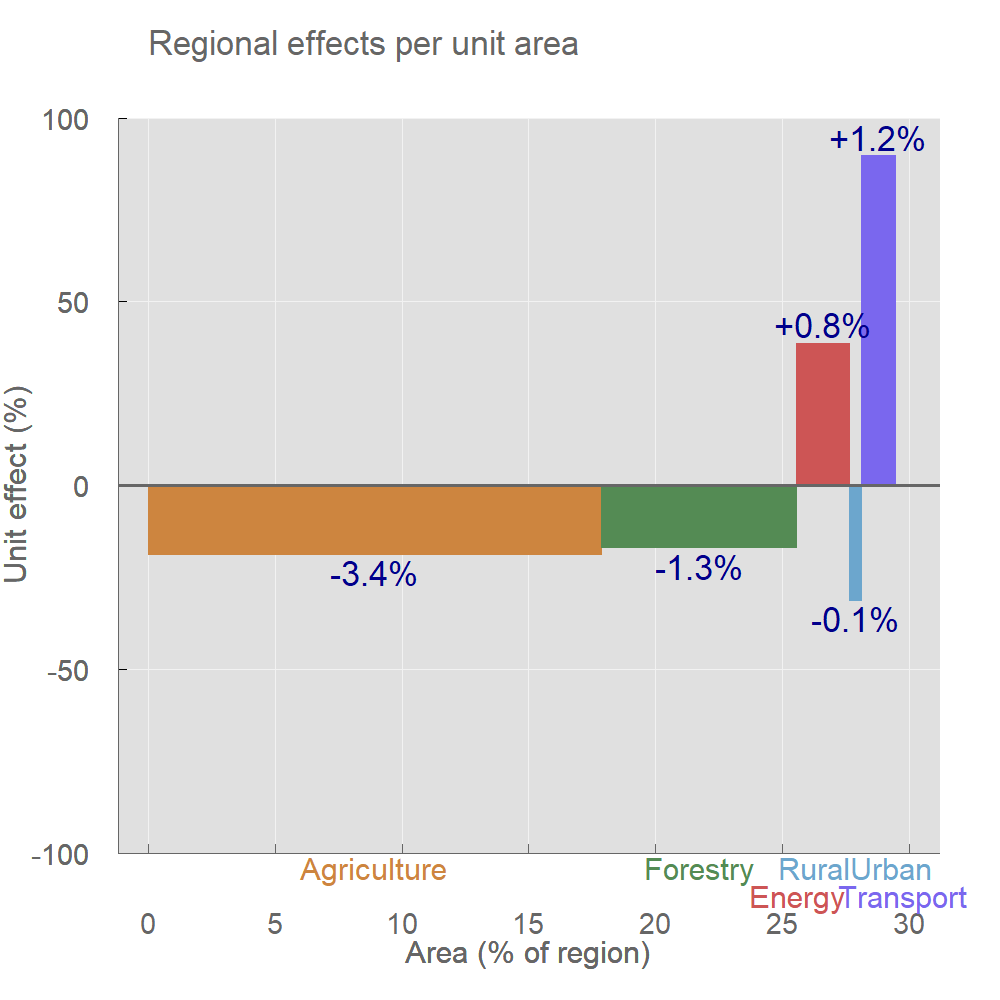 Regional effects per unit area
100
50
0
-50
-100
Unit effect (%)
+1.2%
+0.8%
-3.4%
-1.3%
-0.1%
Agriculture Forestry RuralUrban
Energy Transport
0 5 10 15 20 25 30
Area (% of region)